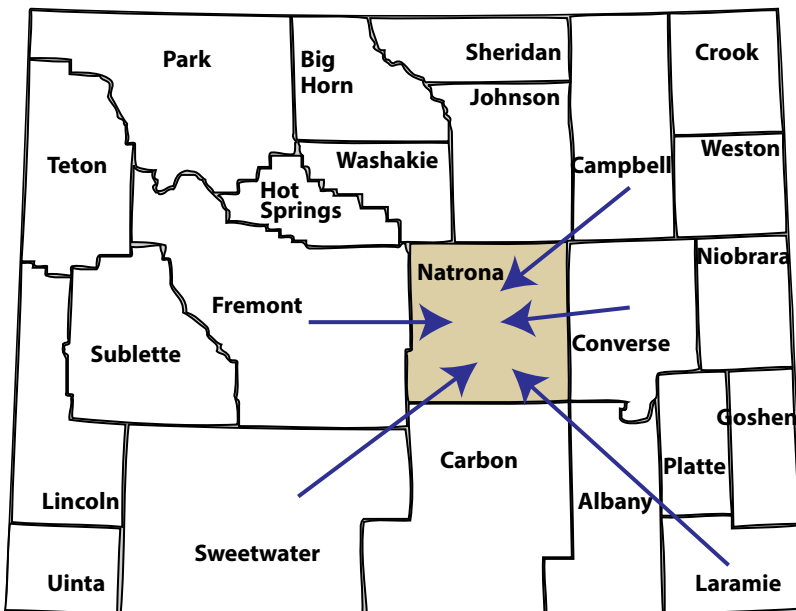 Park
Big
Horn
Sheridan
Crook
Johnson
Teton
Washakie
Campbell
Weston
Hot
Springs
Natrona
Niobrara
Fremont
Sublette
Converse
Goshen
Carbon
Platte
Lincoln
Albany
Sweetwater
Uinta
Laramie